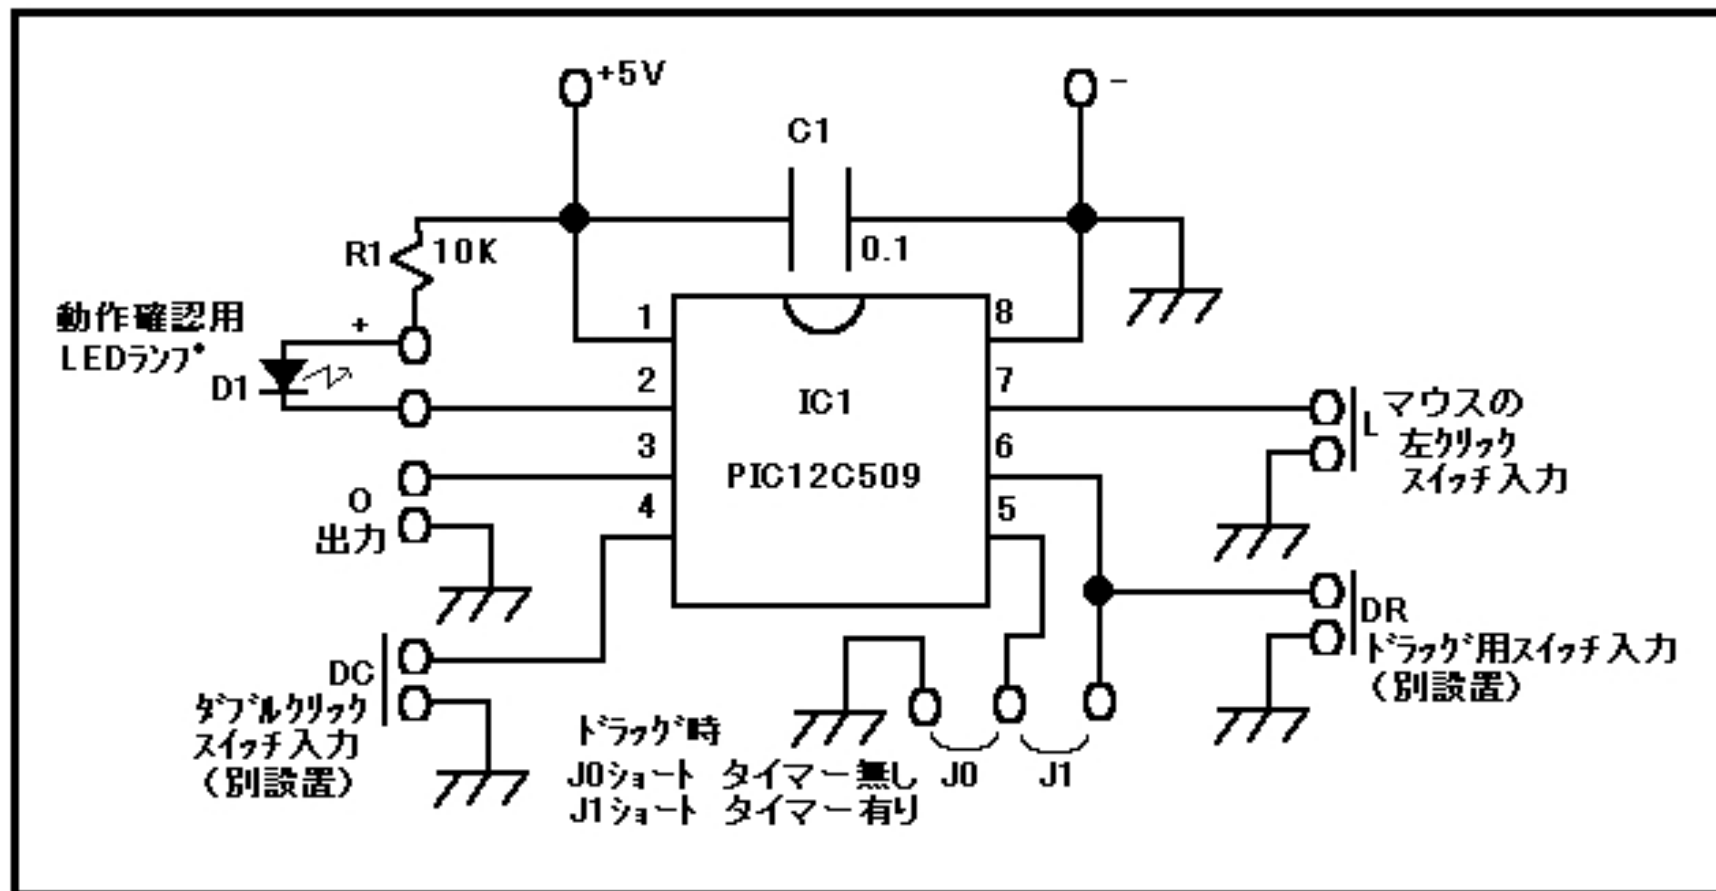 +5V
-
C1
0.1
R1
10K
動作確認用
LEDﾗﾝﾌﾟ
+
D1
1
2
3
4
8
7
6
5
IC1
PIC12C509
O
出力
L
マウスの
左ｸﾘｯｸ
ｽｲｯﾁ入力
DC
ﾀﾞﾌﾞﾙｸﾘｯｸ
ｽｲｯﾁ入力
(別設置)
DR
ﾄﾞﾗｯｸﾞ用ｽｲｯﾁ入力
(別設置)
ﾄﾞﾗｯｸﾞ時
J0ｼｮｰﾄ タイマー無し
J1ｼｮｰﾄ タイマー有り
J0
J1